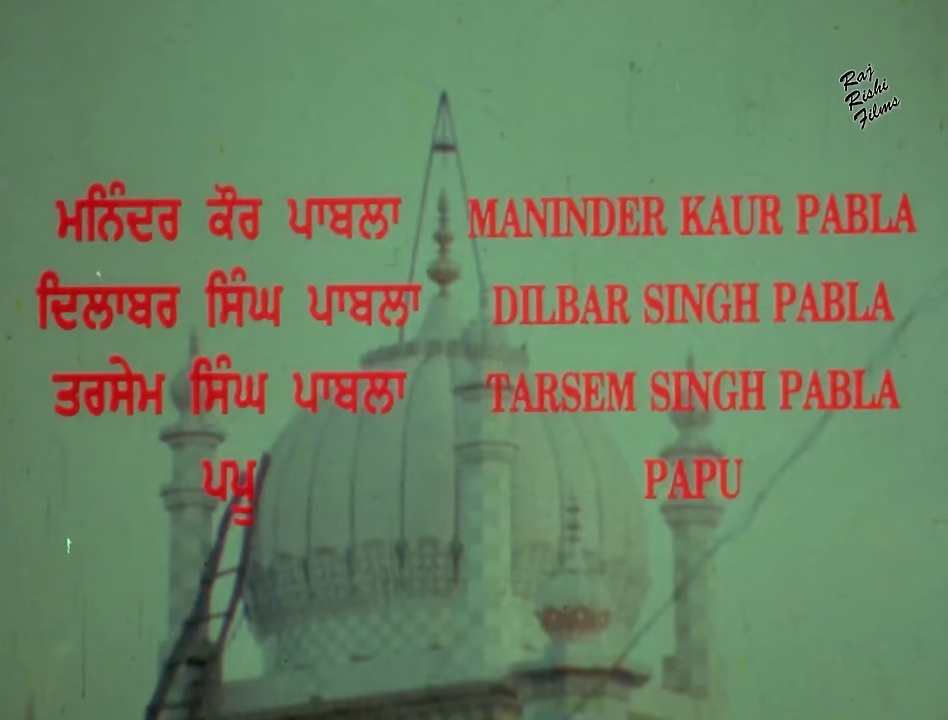 Raj
Rishi
Films
ਮਨਿੰਦਰ ਕੌਰ ਪਾਬਲਾ MANINDER KAUR PABLA
ਦਿਲਾਬਰ ਸਿੰਘ ਪਾਬਲਾ DILBAR SINGH PABLA
ਤਰਸੇਮ ਸਿੰਘ ਪਾਬਲਾ TARSEM SINGH PABLA
PAPU